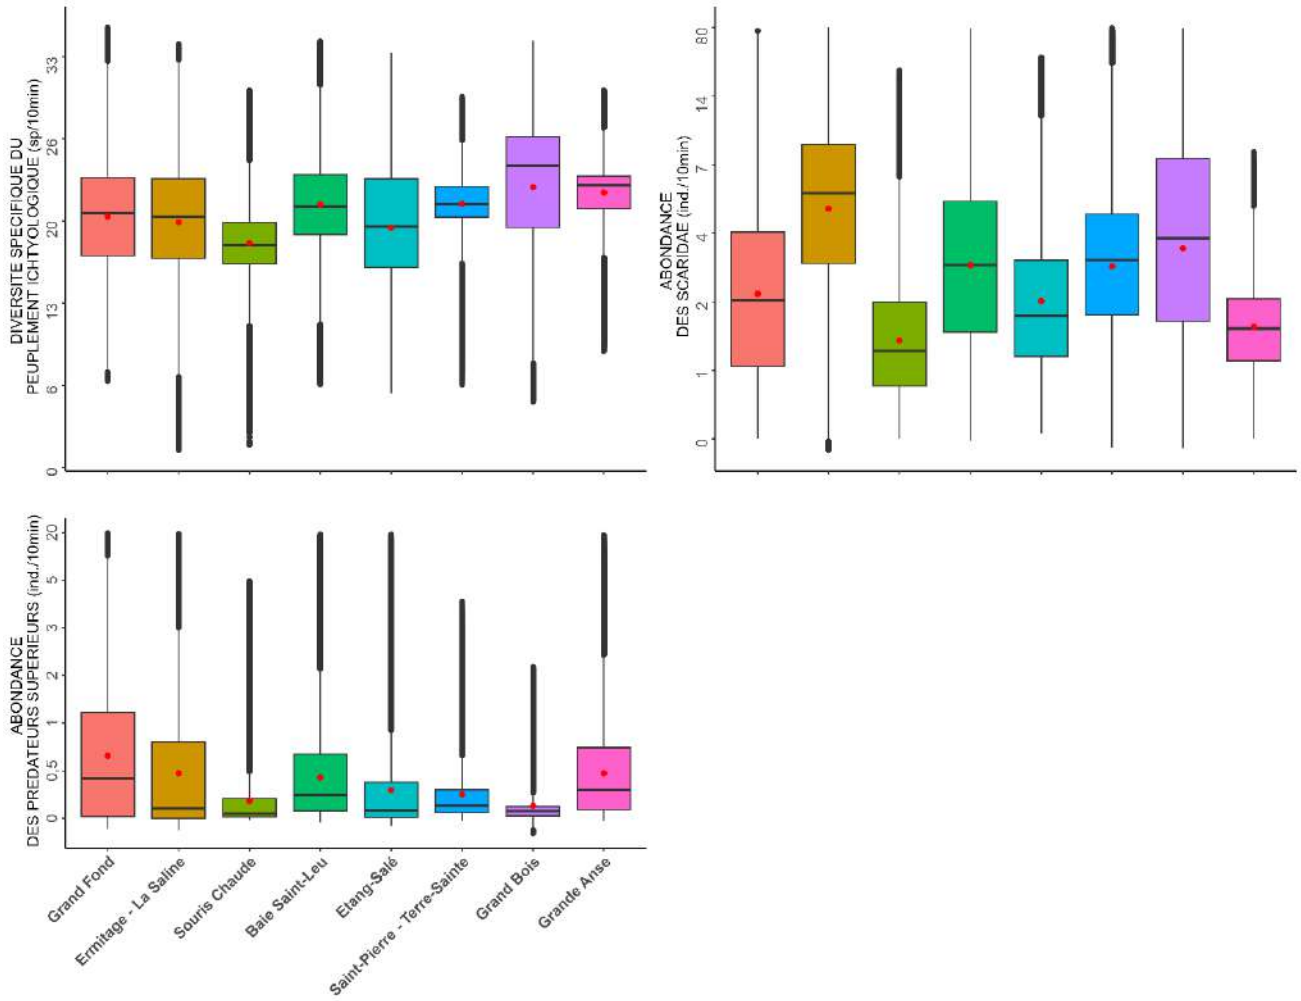 DIVERSITE SPECIFIQUE DU
PEUPLEMENT ICHTYOLOGIQUE (sp/10min)
33
26
20
13
6
0
ABONDANCE
DES SCARIDAE (ind./10min)
80
14
7
4
2
1
0
ABONDANCE
DES PREDATEURS SUPERIEURS (ind./10min)
20
5
3
2
1
0.5
0
Grand Fond
Ermitage - La Saline
Souris Chaude
Baie Saint-Leu
Etang-Salé
Saint-Pierre - Terre-Sainte
Grand Bois
Grande Anse